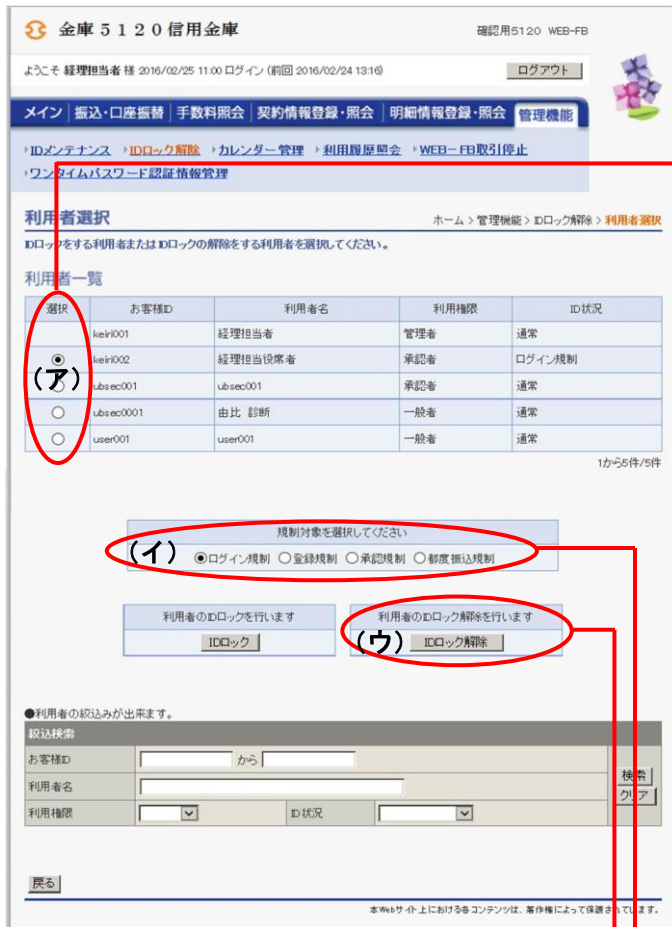 金庫５１２０信用金庫 確認用5120 WEB-FB
ようこそ 経理担当者 様 2016/02/25 11:00 ログイン (前回 2016/02/24 13:16) ログアウト
メイン 振込・口座振替 手数料照会 契約情報登録・照会 明細情報登録・照会 管理機能
IDメンテナンス IDロック解除 カレンダー管理 利用履歴照会 WEB－FB取引停止
ワンタイムパスワード認証情報管理
利用者選択 ホーム > 管理機能 > IDロック解除 > 利用者選択
IDロックをする利用者または IDロックの解除をする利用者を選択してください。
利用者一覧
選択 お客様ID 利用者名 利用権限 ID状況
keiri001 経理担当者 管理者 通常
keiri002 経理担当役席者 承認者 ログイン規制
(ア) ubsec001 ubsec001 承認者 通常
ubsec0001 由比 診断 一般者 通常
user001 user001 一般者 通常
1から5件/5件
規制対象を選択してください
(イ) ログイン規制 登録規制 承認規制 都度振込規制
利用者のIDロックを行います 利用者のIDロック解除を行います
IDロック (ウ) IDロック解除
●利用者の絞込みが出来ます。
絞込検索
お客様ID から
利用者名 検索
クリア
利用権限 ID状況
戻る
本Webサイト上における各コンテンツは、著作権によって保護されています。